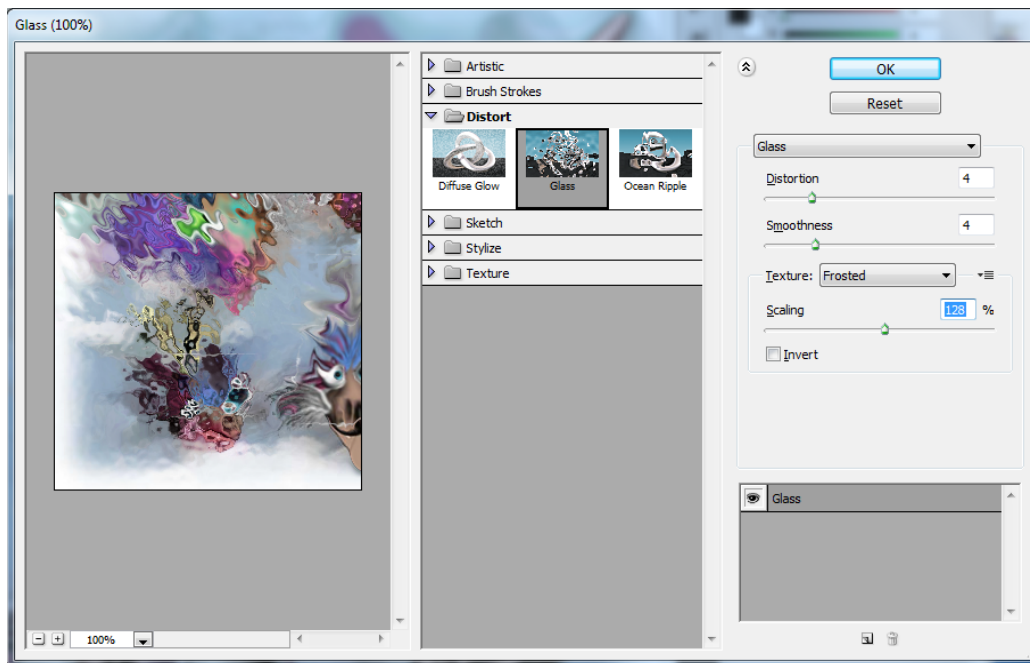 Glass (100%)
Artistic
Brush Strokes
Distort
Diffuse Glow
Glass
Ocean Ripple
Sketch
Stylize
Texture
100%
OK
Reset
Glass
Distortion 4
Smoothness 4
Texture: Frosted
Scaling 128 %
Invert
Glass